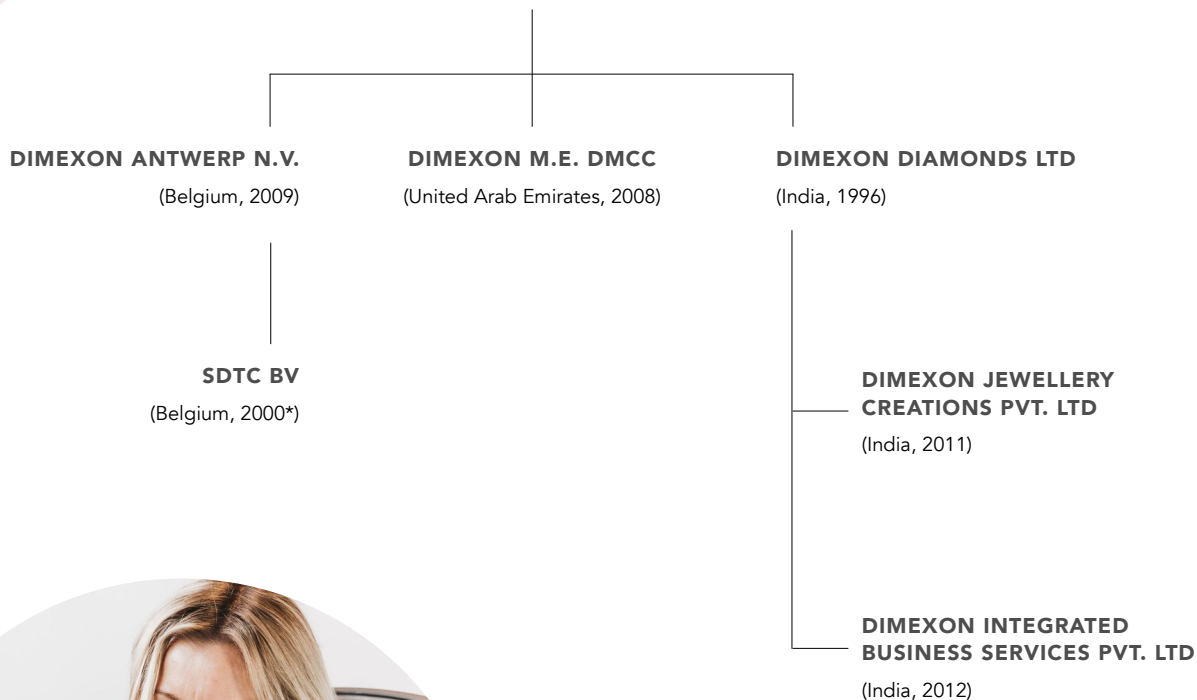 DIMEXON ANTWERP N.V.
(Belgium, 2009)
DIMEXON M.E. DMCC
(United Arab Emirates, 2008)
DIMEXON DIAMONDS LTD
(India, 1996)
SDTC BV
(Belgium, 2000*)
DIMEXON JEWELLERY
CREATIONS PVT. LTD
(India, 2011)
DIMEXON INTEGRATED
BUSINESS SERVICES PVT. LTD
(India, 2012)